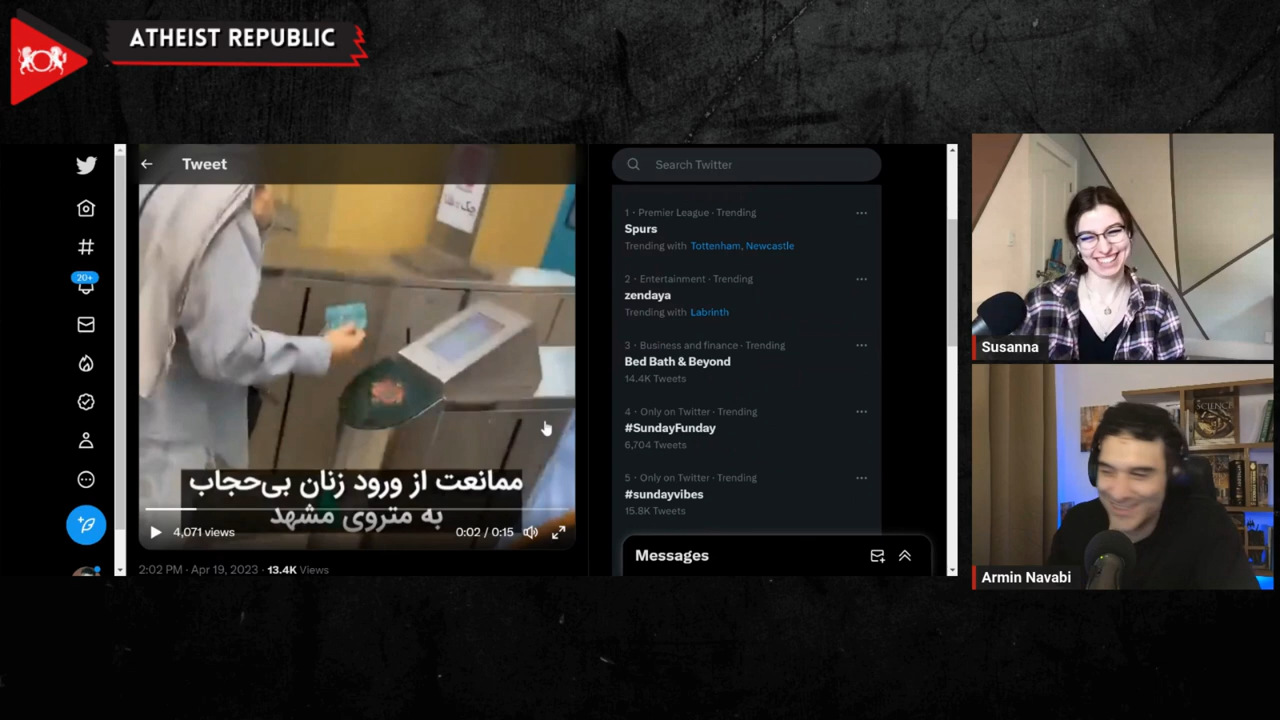 ATHEIST REPUBLIC
Tweet
ممانعت از ورود زنان بی‌حجاب
به متروی مشهد
4,071 views
0:02 / 0:15
2:02 PM · Apr 19, 2023 · 13.4K Views
20+
Search Twitter
1 · Premier League · Trending
Spurs
Trending with Tottenham, Newcastle
2 · Entertainment · Trending
zendaya
Trending with Labrinth
3 · Business and finance · Trending
Bed Bath & Beyond
14.4K Tweets
4 · Only on Twitter · Trending
#SundayFunday
6,704 Tweets
5 · Only on Twitter · Trending
#sundayvibes
15.8K Tweets
Messages
Susanna
SCIENCE
Armin Navabi